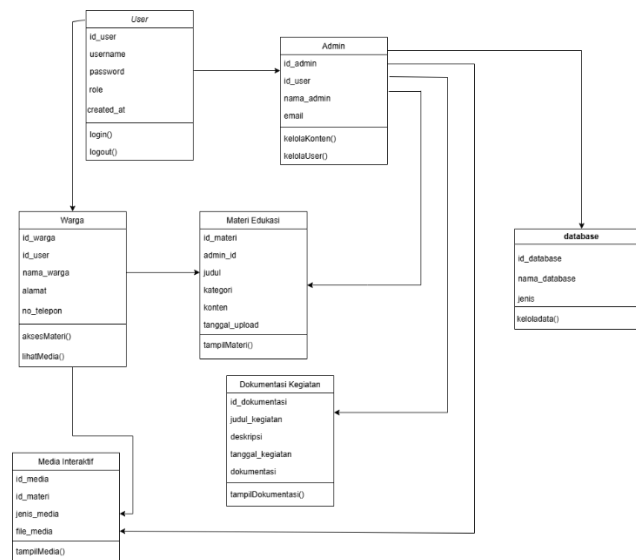 User
id_user
username
password
role
created_at
login()
logout()
Admin
id_admin
id_user
nama_admin
email
kelolaKonten()
kelolaUser()
Warga
id_warga
id_user
nama_warga
alamat
no_telepon
aksesMateri()
lihatMedia()
Materi Edukasi
id_materi
admin_id
judul
kategori
konten
tanggal_upload
tampilMateri()
database
id_database
nama_database
jenis
keloladata()
Dokumentasi Kegiatan
id_dokumentasi
judul_kegiatan
deskripsi
tanggal_kegiatan
dokumentasi
tampilDokumentasi()
Media Interaktif
id_media
id_materi
jenis_media
file_media
tampilMedia()